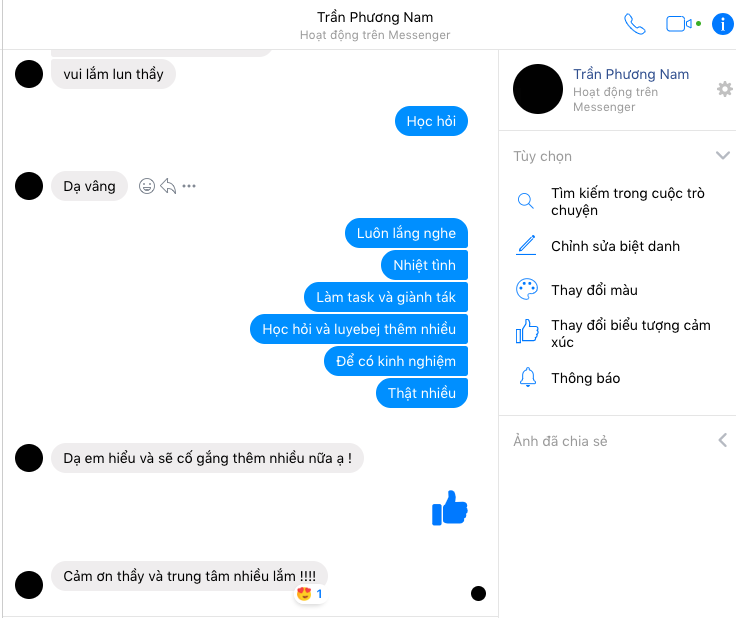 Trần Phương Nam
Hoạt động trên Messenger
vui lắm lun thầy
Học hỏi
Dạ vâng
Luôn lắng nghe
Nhiệt tình
Làm task và giành ták
Học hỏi và luyebej thêm nhiều
Để có kinh nghiệm
Thật nhiều
Dạ em hiểu và sẽ cố gắng thêm nhiều nữa ạ !
Cảm ơn thầy và trung tâm nhiều lắm !!!!
1
Trần Phương Nam
Hoạt động trên
Messenger
Tùy chọn
Tìm kiếm trong cuộc trò
chuyện
Chỉnh sửa biệt danh
Thay đổi màu
Thay đổi biểu tượng cảm
xúc
Thông báo
Ảnh đã chia sẻ